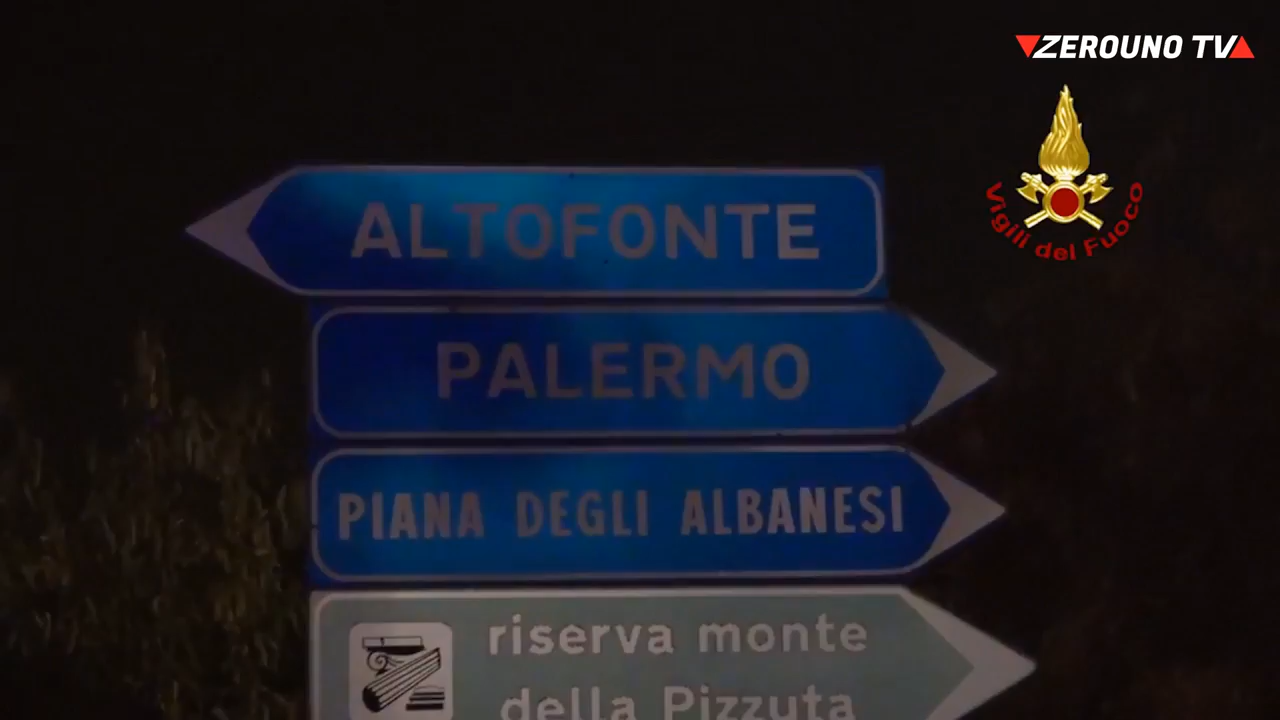 ZEROUNO TV
Vigili del Fuoco
ALTOFONTE
PALERMO
PIANA DEGLI ALBANESI
riserva monte
della Pizzuta